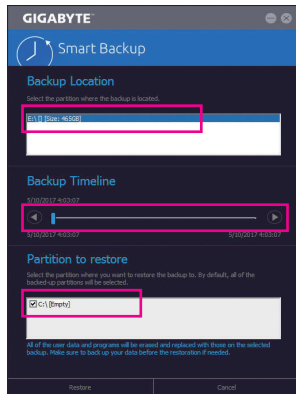 GIGABYTE™
Smart Backup
Backup Location
Select the partition where the backup is located.
E:\ [] [Size: 465GB]
Backup Timeline
5/10/2017 4:03:07
5/10/2017 4:03:07 5/10/2017 4:03:07
Partition to restore
Select the partition where you want to restore the backup to. By default, all of the
backed-up partitions will be selected.
C:\ [Empty]
All of the user data and programs will be erased and replaced with those on the selected
backup. Make sure to back up your data before the restoration if needed.
Restore Cancel